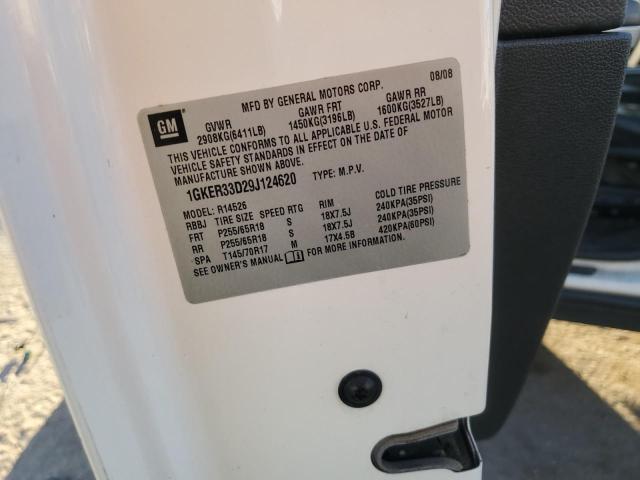 MFD BY GENERAL MOTORS CORP. 08/08
GM GVWR GAWR FRT GAWR RR
2908KG(6411LB) 1450KG(3196LB) 1600KG(3527LB)
THIS VEHICLE CONFORMS TO ALL APPLICABLE U.S. FEDERAL MOTOR
VEHICLE SAFETY STANDARDS IN EFFECT ON THE DATE OF
MANUFACTURE SHOWN ABOVE.
1GKER33D29J124620 TYPE: M.P.V.
MODEL: R14526
RBBJ TIRE SIZE SPEED RTG RIM COLD TIRE PRESSURE
FRT P255/65R18 S 18X7.5J 240KPA(35PSI)
RR P255/65R18 S 18X7.5J 240KPA(35PSI)
SPA T145/70R17 M 17X4.5B 420KPA(60PSI)
SEE OWNER'S MANUAL FOR MORE INFORMATION.